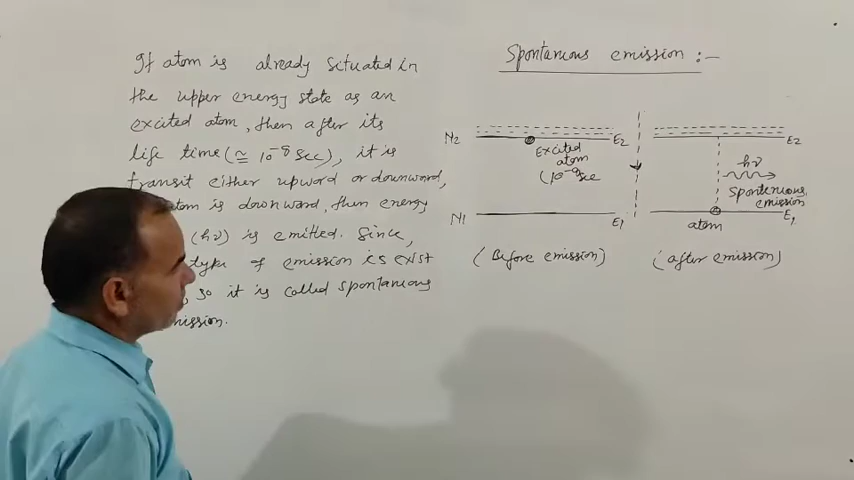 If atom is already situated in
the upper energy state as an
excited atom, then after its
life time (≅ 10⁻⁸ sec), it is
transit either upward or downward,
atom is downward, then energy
(hν) is emitted. Since,
type of emission is exist
, so it is called spontaneous
mission.
Spontanuous emission :-
N2 E2
excited
atom
(10⁻⁸ sec
N1 E1
(Before emission)
E2
hν
spontenuous
emission
E1
atom
(after emission)